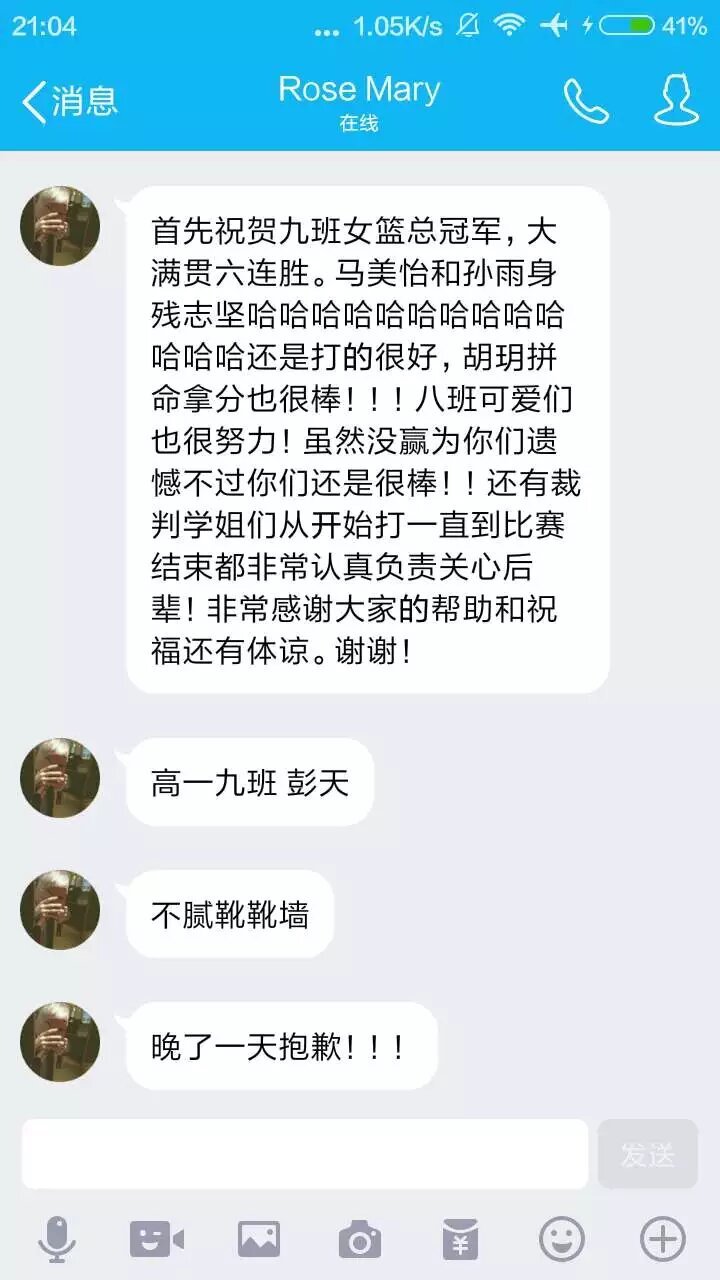 21:04
... 1.05K/s 41%
消息
Rose Mary
在线
首先祝贺九班女篮总冠军，大
满贯六连胜。马美怡和孙雨身
残志坚哈哈哈哈哈哈哈哈哈哈
哈哈哈还是打的很好，胡玥拼
命拿分也很棒！！！八班可爱们
也很努力！虽然没赢为你们遗
憾不过你们还是很棒！！还有裁
判学姐们从开始打一直到比赛
结束都非常认真负责关心后
辈！非常感谢大家的帮助和祝
福还有体谅。谢谢！
高一九班 彭天
不腻靴靴墙
晚了一天抱歉！！！
发送